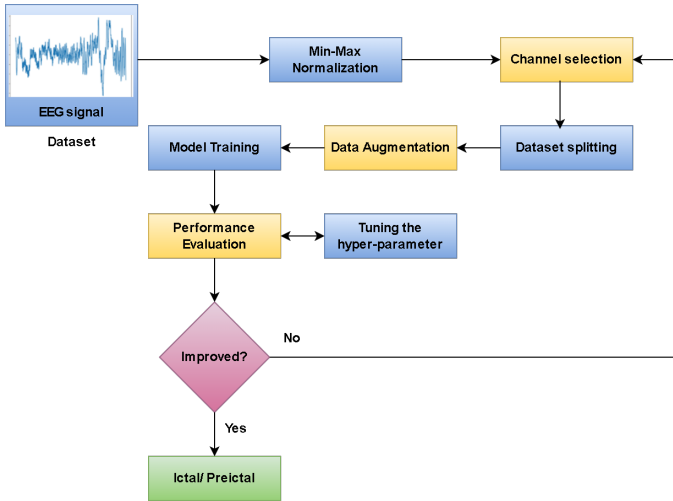 EEG signal
Dataset
Min-Max
Normalization
Channel selection
Dataset splitting
Data Augmentation
Model Training
Performance
Evaluation
Tuning the
hyper-parameter
Improved?
No
Yes
Ictal/ Preictal